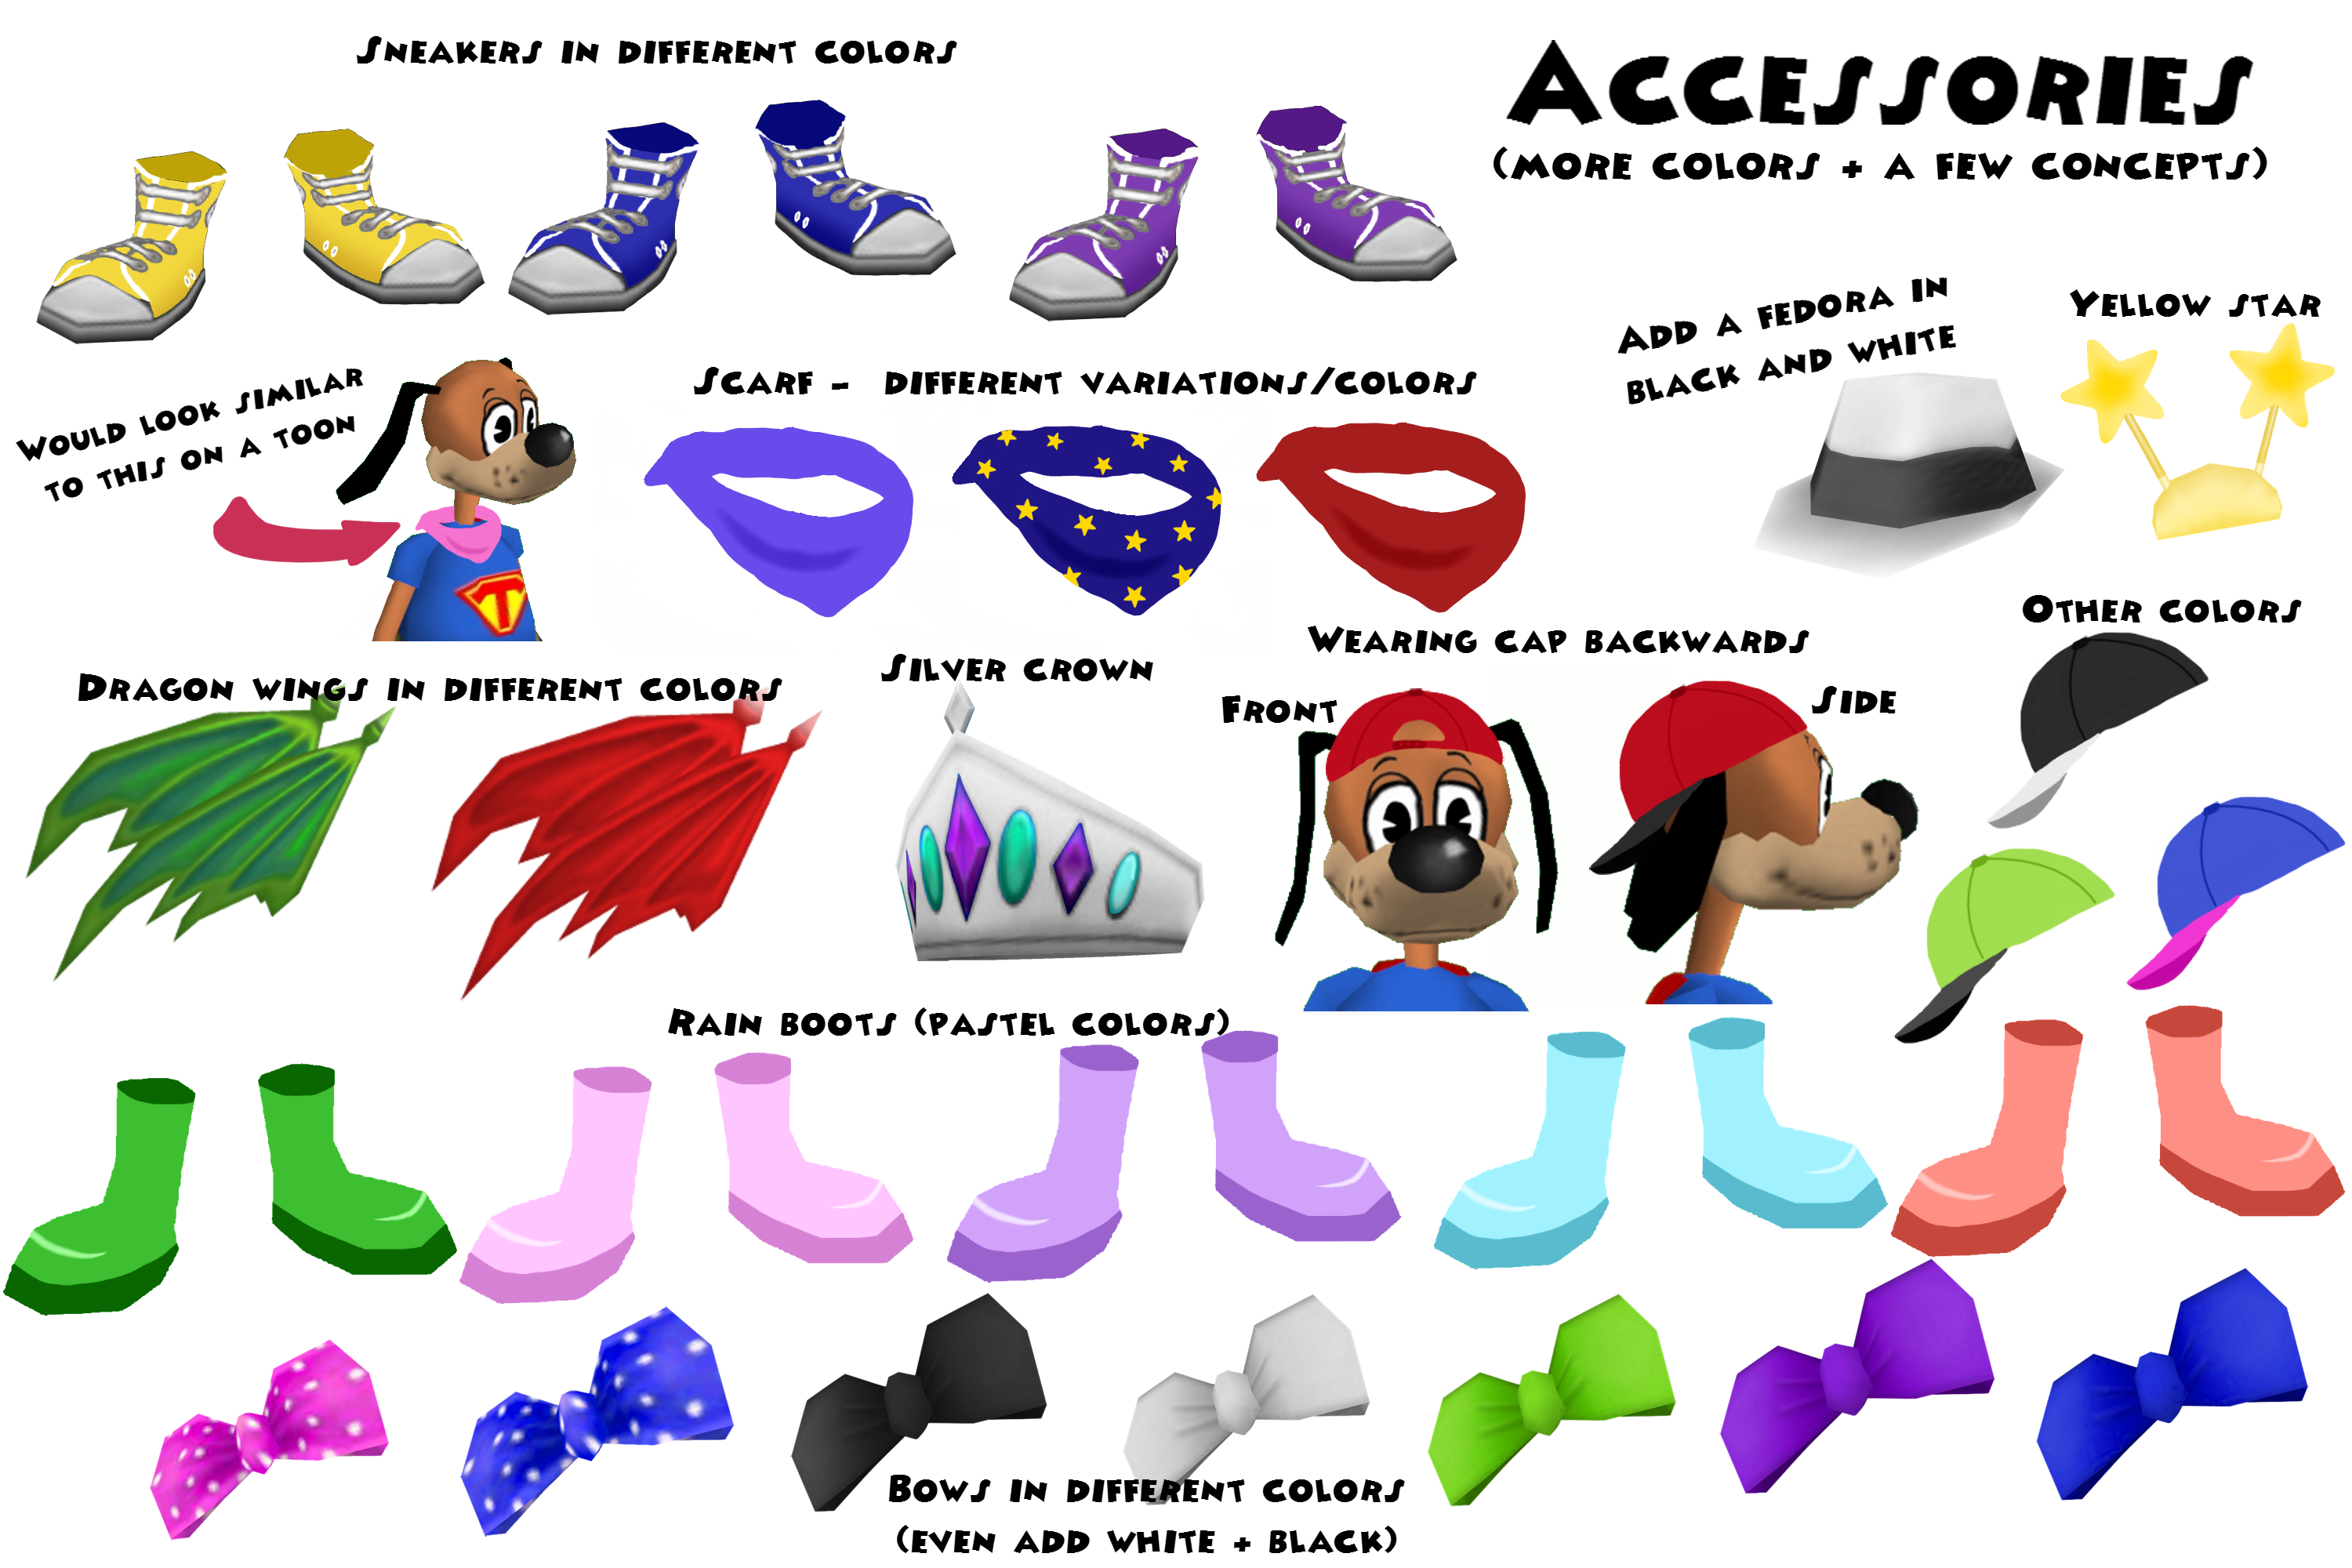 Sneakers in different colors
Accessories
(more colors + a few concepts)
Would look similar
to this on a toon
T
Scarf - different variations/colors
Add a fedora in
black and white
Yellow star
Dragon wings in different colors
Silver crown
Wearing cap backwards
Front
Side
Other colors
Rain boots (pastel colors)
Bows in different colors
(even add white + black)